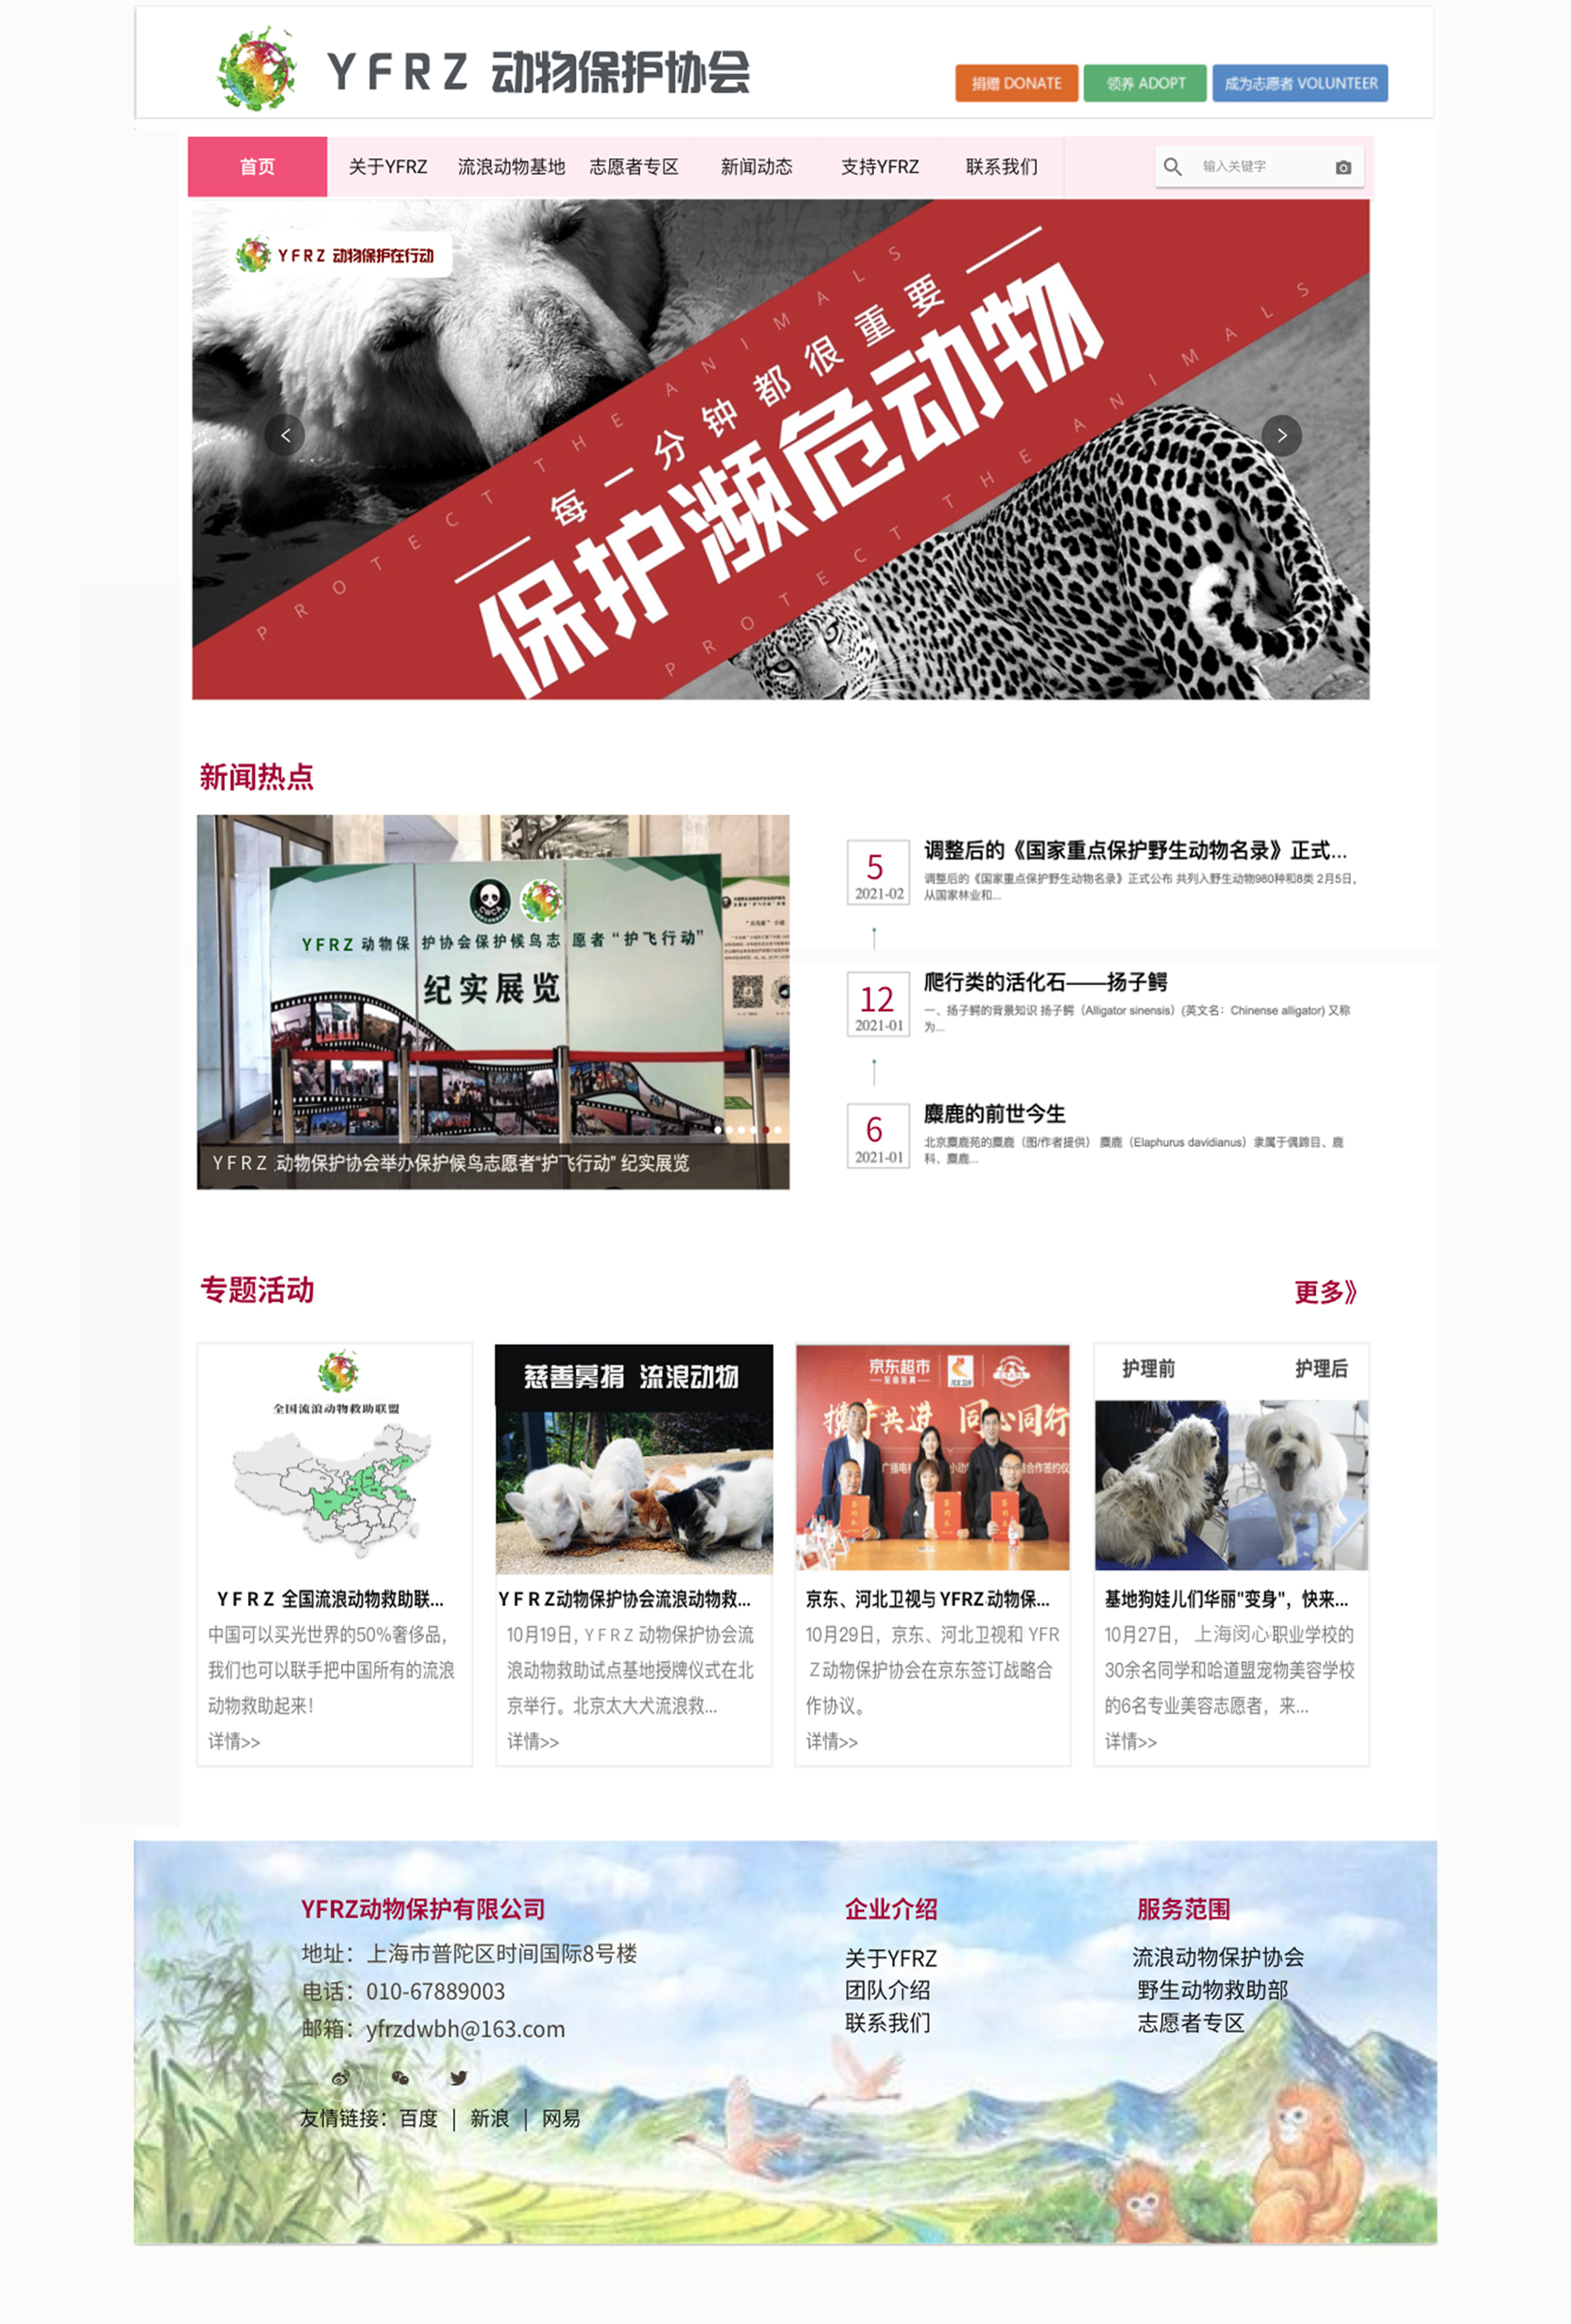 YFRZ 动物保护协会
捐赠 DONATE
领养 ADOPT
成为志愿者 VOLUNTEER
首页
关于YFRZ
流浪动物基地
志愿者专区
新闻动态
支持YFRZ
联系我们
输入关键字
YFRZ 动物保护在行动
PROTECT THE ANIMALS
每一分钟都很重要
保护濒危动物
PROTECT THE ANIMALS
新闻热点
CWCA
YFRZ 动物保护协会保护候鸟志愿者“护飞行动”
纪实展览
YFRZ 动物保护协会举办保护候鸟志愿者“护飞行动” 纪实展览
5
2021-02
调整后的《国家重点保护野生动物名录》正式...
调整后的《国家重点保护野生动物名录》正式公布 共列入野生动物980种和8类 2月5日，
从国家林业和...
12
2021-01
爬行类的活化石——扬子鳄
一、扬子鳄的背景知识 扬子鳄（Alligator sinensis）(英文名：Chinense alligator) 又称
为...
6
2021-01
麋鹿的前世今生
北京麋鹿苑的麋鹿（图/作者提供） 麋鹿（Elaphurus davidianus）隶属于偶蹄目、鹿
科、麋鹿...
专题活动
更多》
全国流浪动物救助联盟
YFRZ 全国流浪动物救助联...
中国可以买光世界的50%奢侈品，
我们也可以联手把中国所有的流浪
动物救助起来！
详情>>
慈善募捐 流浪动物
YFRZ动物保护协会流浪动物救...
10月19日, YFRZ 动物保护协会流
浪动物救助试点基地授牌仪式在北
京举行。北京太大犬流浪救...
详情>>
京东超市
携手共进 同心同行
京东、河北卫视与 YFRZ 动物保...
10月29日，京东、河北卫视和 YFR
Z 动物保护协会在京东签订战略合
作协议。
详情>>
护理前
护理后
基地狗娃儿们华丽"变身"，快来...
10月27日， 上海闵心职业学校的
30余名同学和哈道盟宠物美容学校
的6名专业美容志愿者，来...
详情>>
YFRZ动物保护有限公司
地址：上海市普陀区时间国际8号楼
电话：010-67889003
邮箱：yfrzdwbh@163.com
友情链接：百度 | 新浪 | 网易
企业介绍
关于YFRZ
团队介绍
联系我们
服务范围
流浪动物保护协会
野生动物救助部
志愿者专区